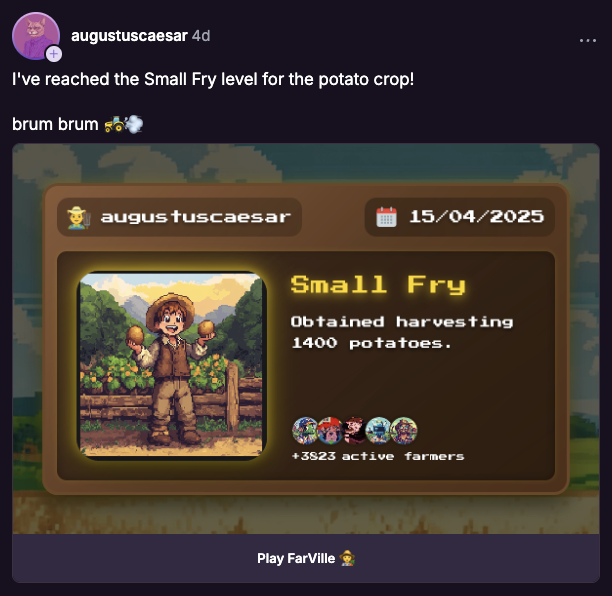 augustuscaesar 4d
I've reached the Small Fry level for the potato crop!
brum brum 🚜💨
augustuscaesar
15/04/2025
Small Fry
Obtained harvesting
1400 potatoes.
+3823 active farmers
Play FarVille 🧑‍🌾